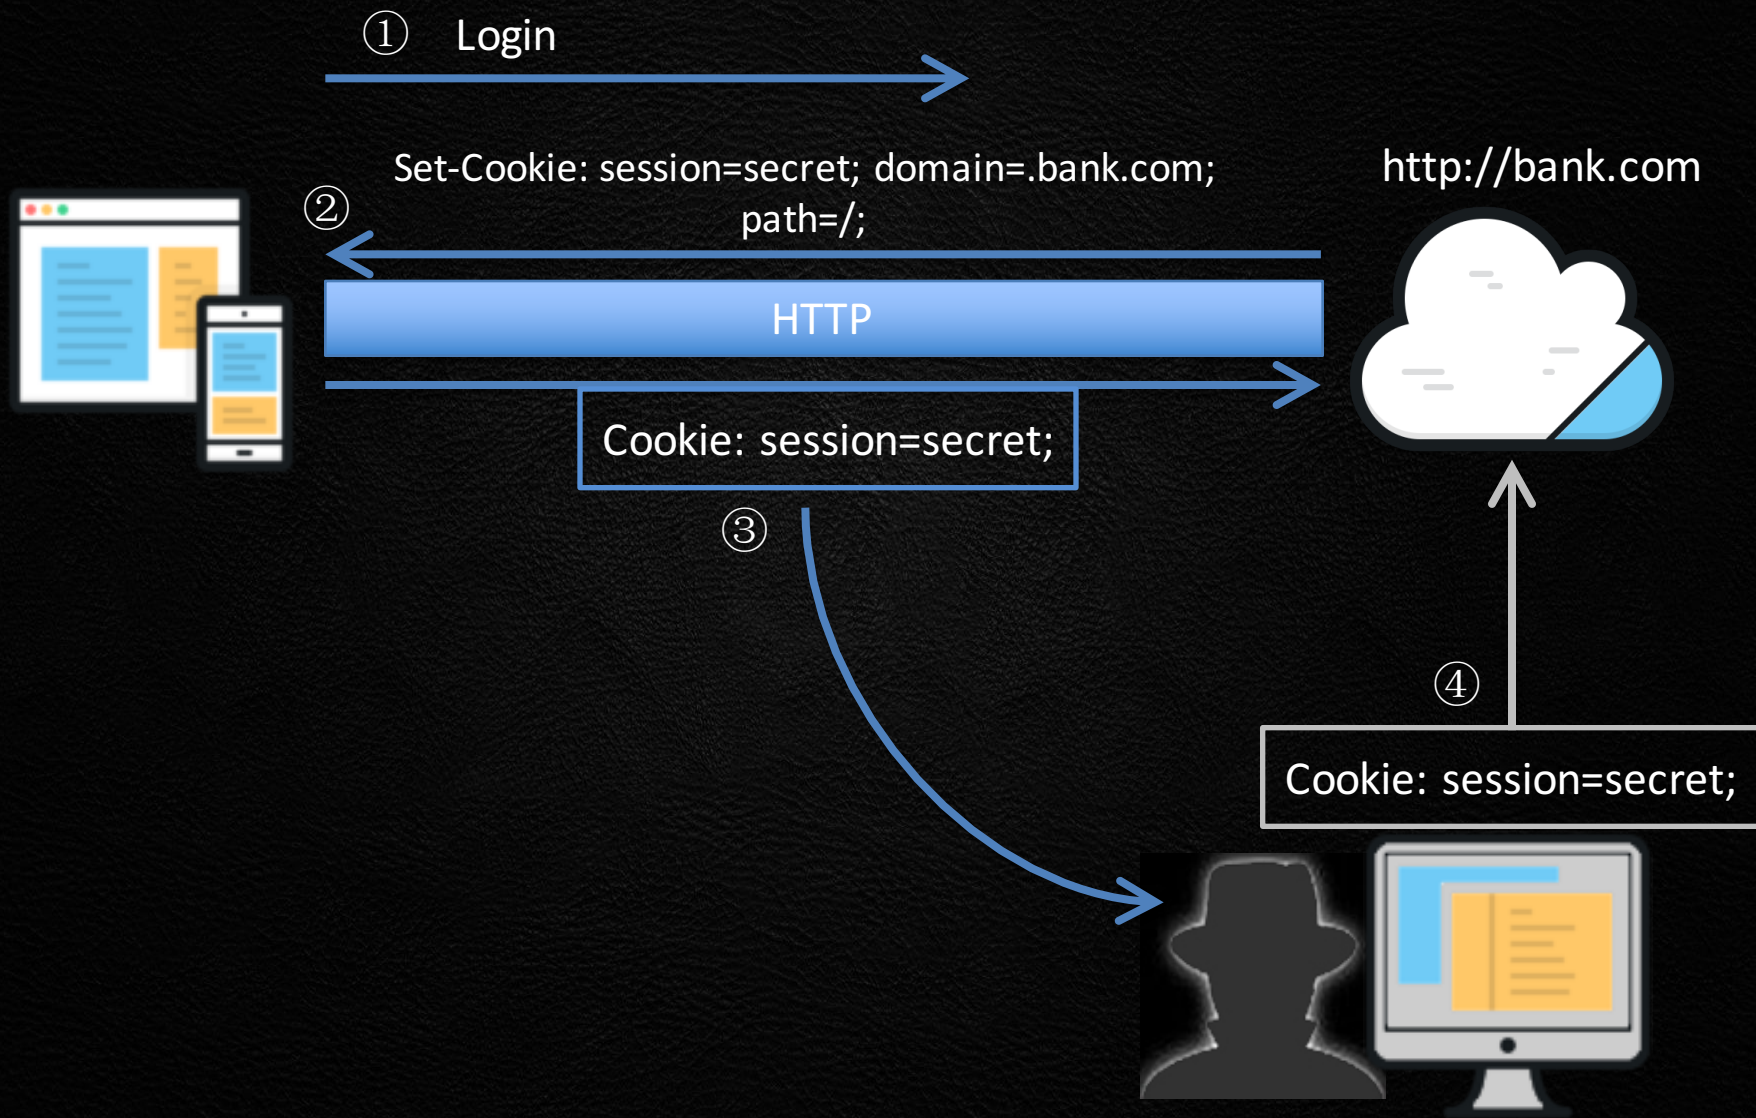 ① Login
Set-Cookie: session=secret; domain=.bank.com;
path=/;
http://bank.com
②
HTTP
Cookie: session=secret;
③
④
Cookie: session=secret;